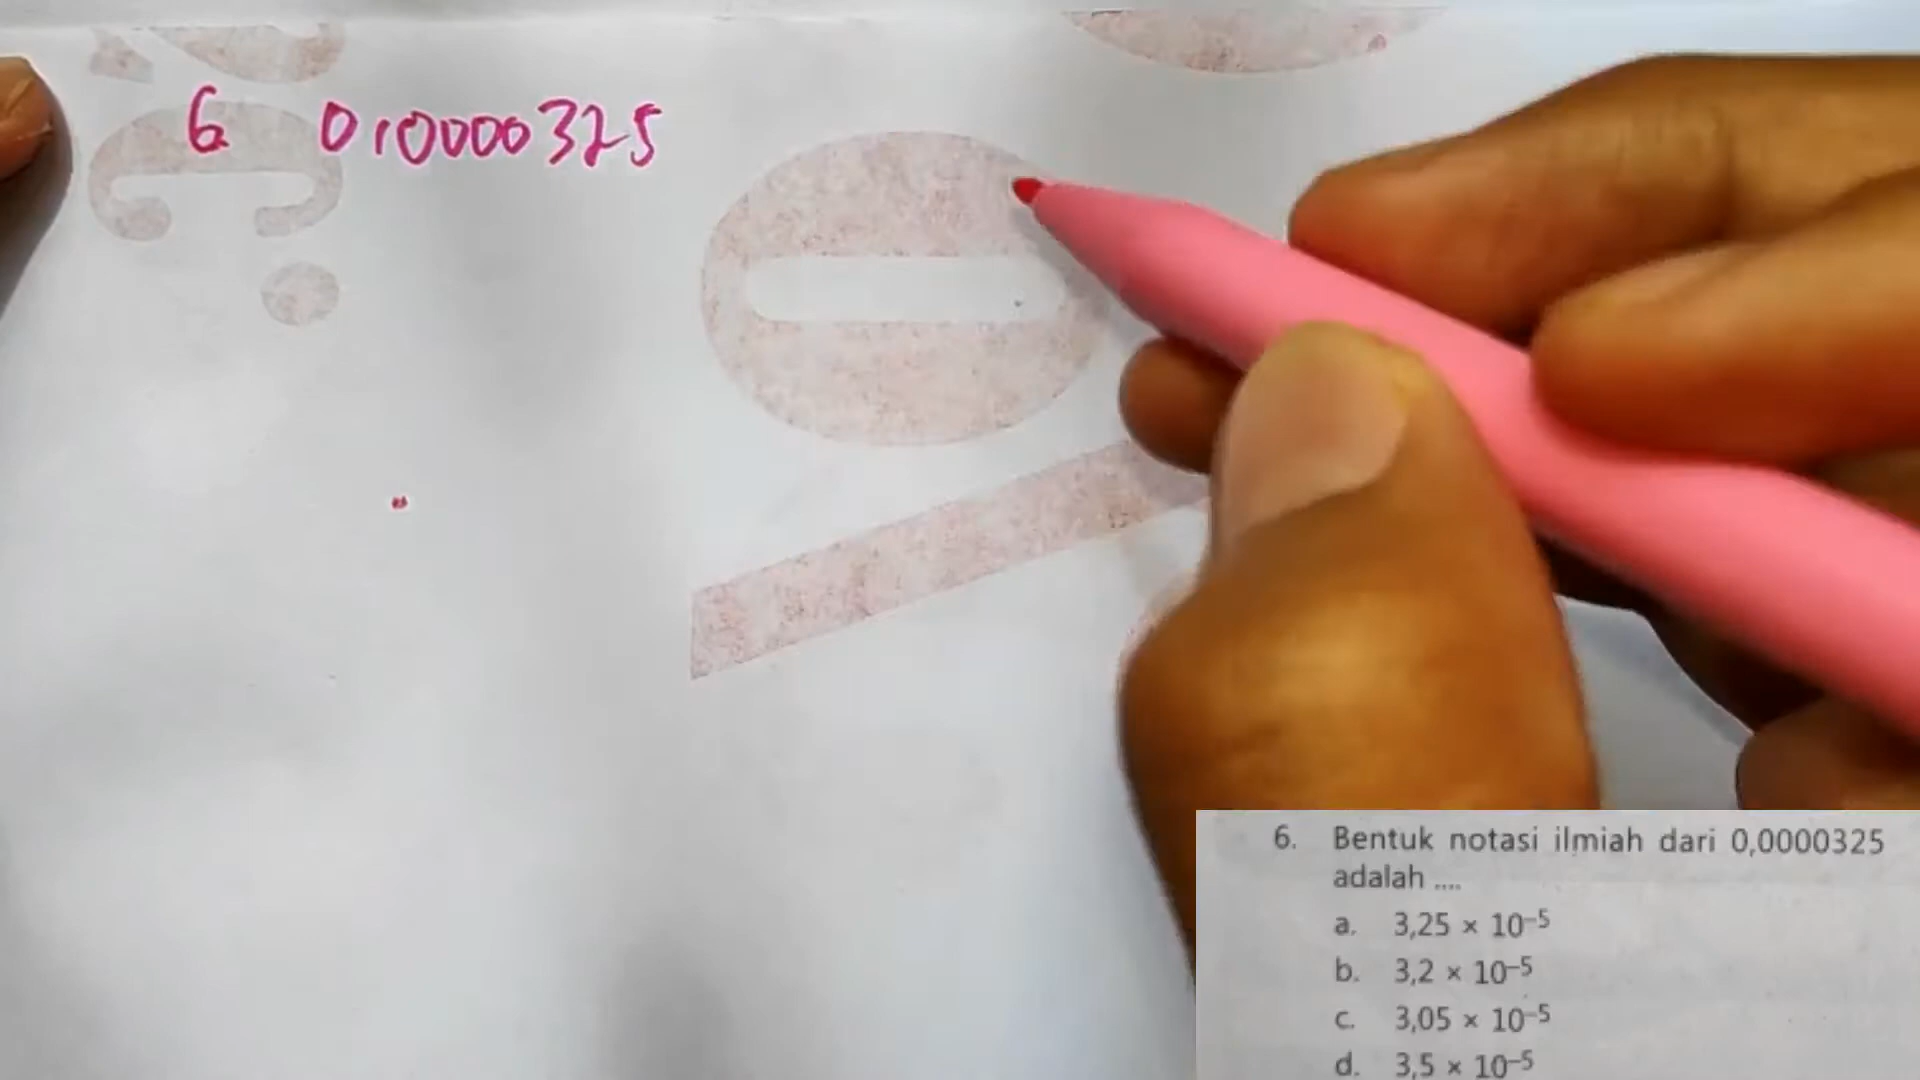 6. 0,0000325
6. Bentuk notasi ilmiah dari 0,0000325
adalah ....
a. 3,25 × 10⁻⁵
b. 3,2 × 10⁻⁵
c. 3,05 × 10⁻⁵
d. 3,5 × 10⁻⁵